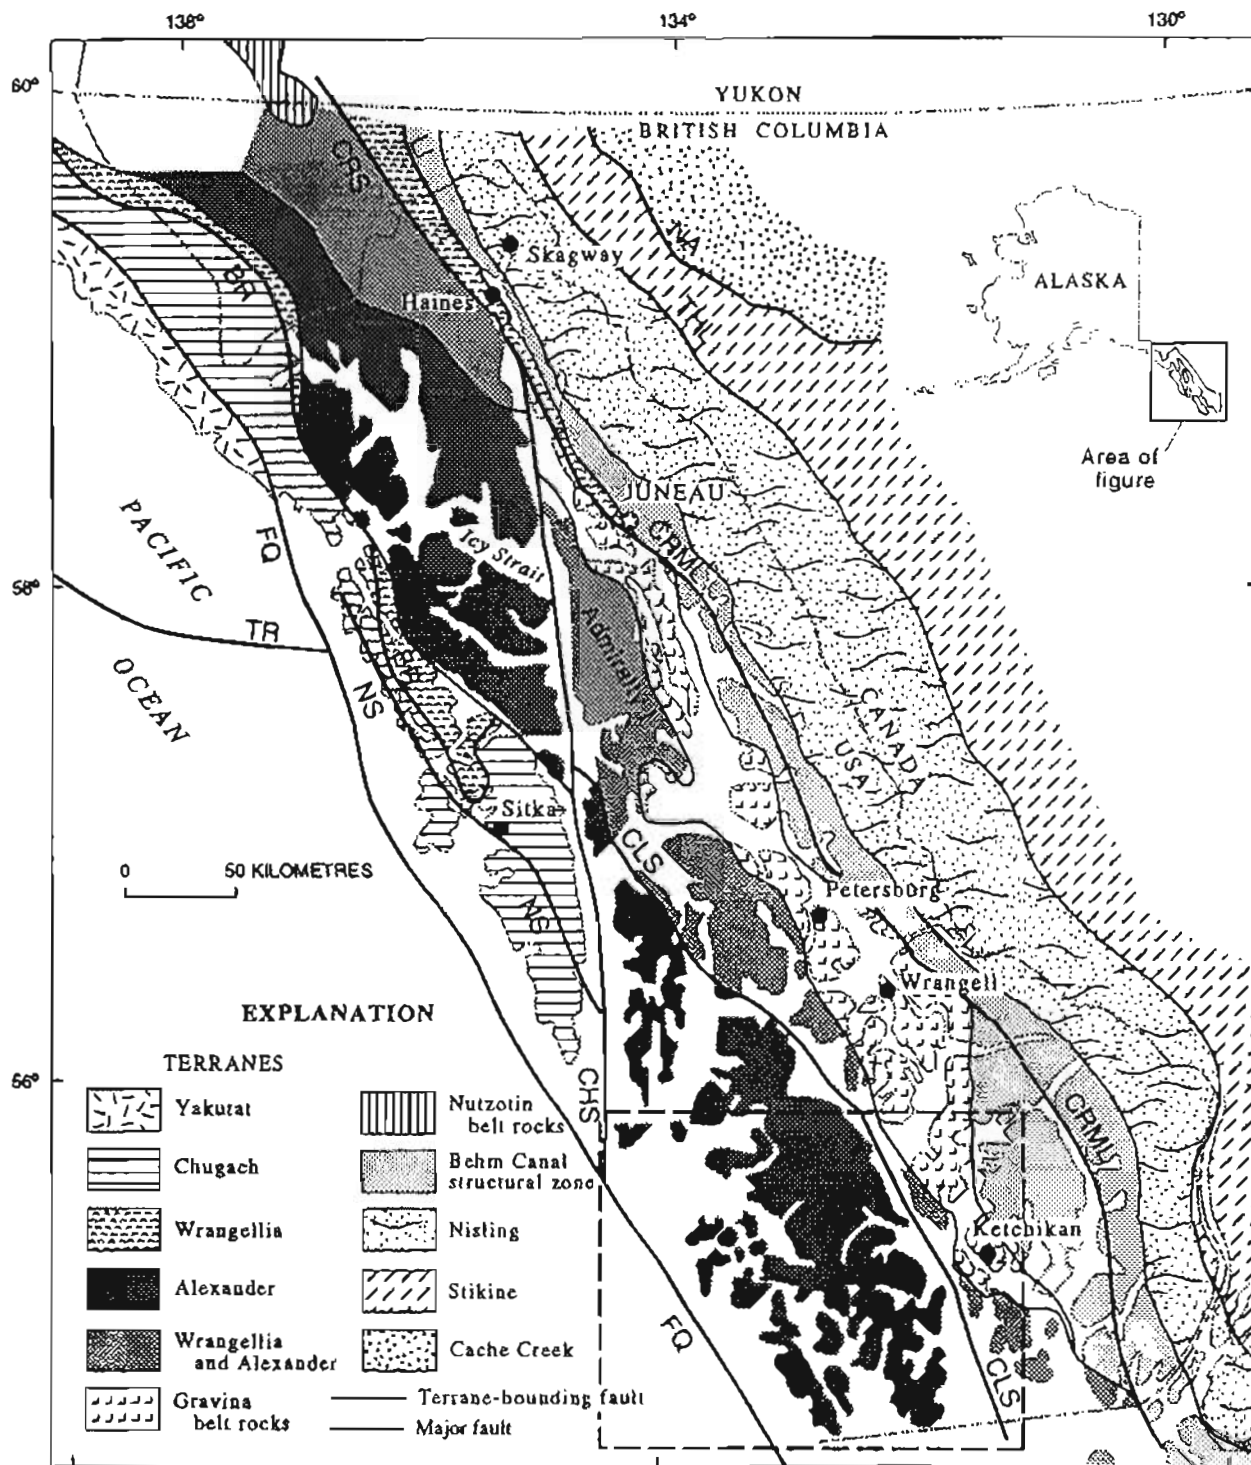 138°
134°
130°
60°
YUKON
BRITISH COLUMBIA
CRS
NA
Skagway
ALASKA
BR
THL
Haines
Area of
figure
JUNEAU
PACIFIC
FQ
CRML
Icy Strait
58°
TR
Admiralty
OCEAN
NS
BR
CANADA
USA
Sitka
CLS
0 50 KILOMETRES
Petersburg
NS
Wrangell
EXPLANATION
TERRANES
56°
CHS
CRML
Yakutat
Nutzotin
belt rocks
Chugach
Behm Canal
structural zone
Wrangellia
Nisling
Ketchikan
Alexander
Stikine
FQ
Wrangellia
and Alexander
Cache Creek
CLS
Gravina
belt rocks
Terrane-bounding fault
Major fault